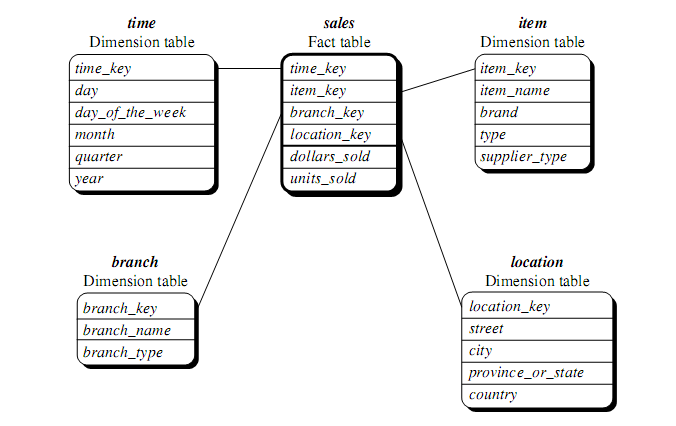 time
Dimension table
time_key
day
day_of_the_week
month
quarter
year
sales
Fact table
time_key
item_key
branch_key
location_key
dollars_sold
units_sold
item
Dimension table
item_key
item_name
brand
type
supplier_type
branch
Dimension table
branch_key
branch_name
branch_type
location
Dimension table
location_key
street
city
province_or_state
country